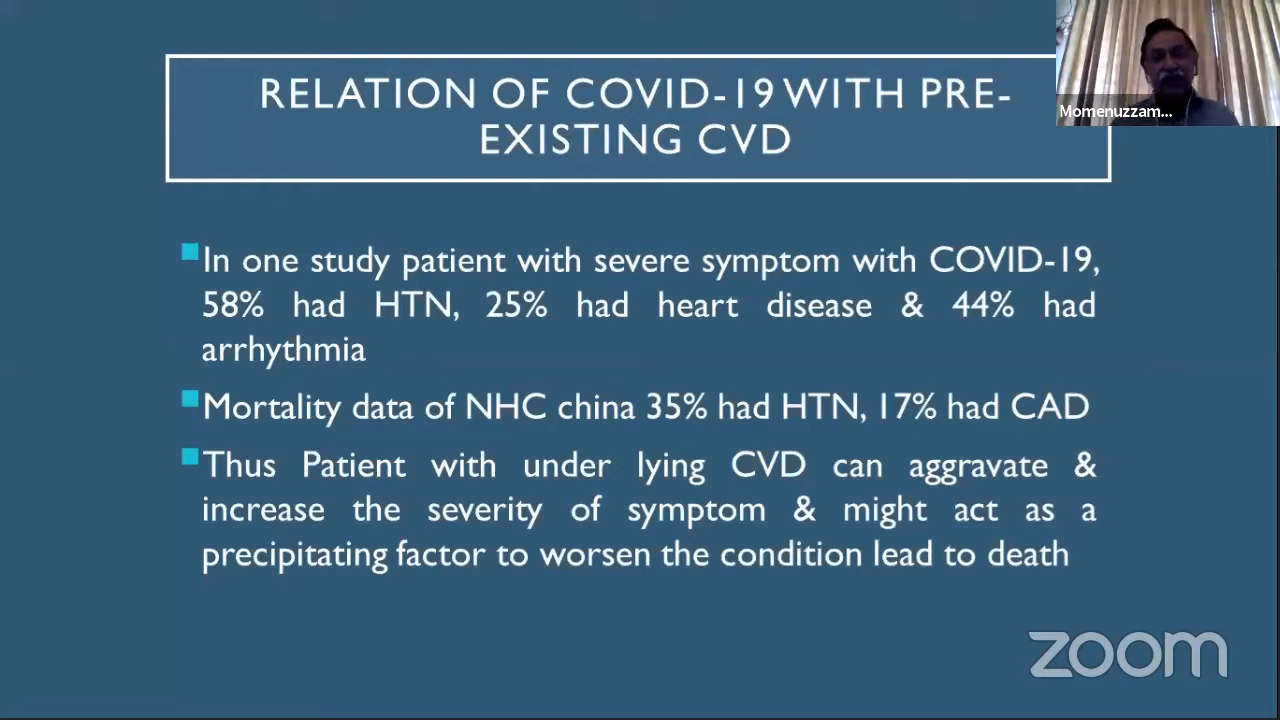 RELATION OF COVID-19 WITH PRE-
EXISTING CVD
Momenuzzam...
In one study patient with severe symptom with COVID-19,
58% had HTN, 25% had heart disease & 44% had
arrhythmia
Mortality data of NHC china 35% had HTN, 17% had CAD
Thus Patient with under lying CVD can aggravate &
increase the severity of symptom & might act as a
precipitating factor to worsen the condition lead to death
zoom